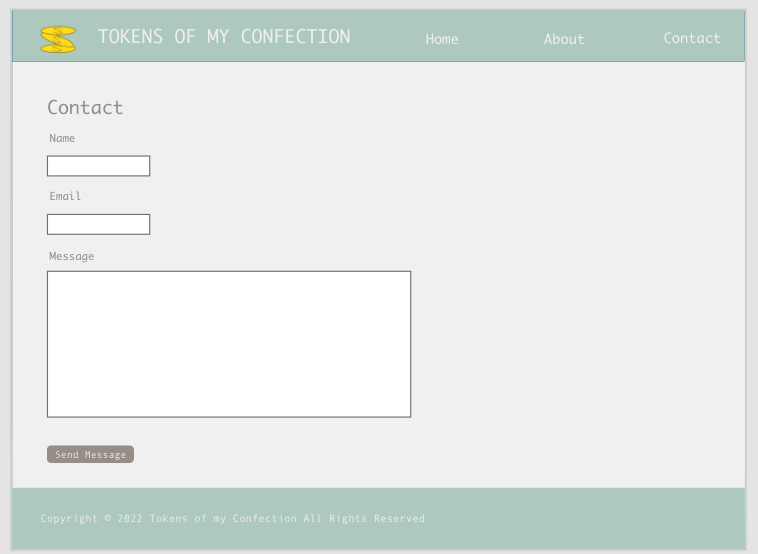 TOKENS OF MY CONFECTION
Home
About
Contact
Contact
Name
Email
Message
Send Message
Copyright © 2022 Tokens of my Confection All Rights Reserved